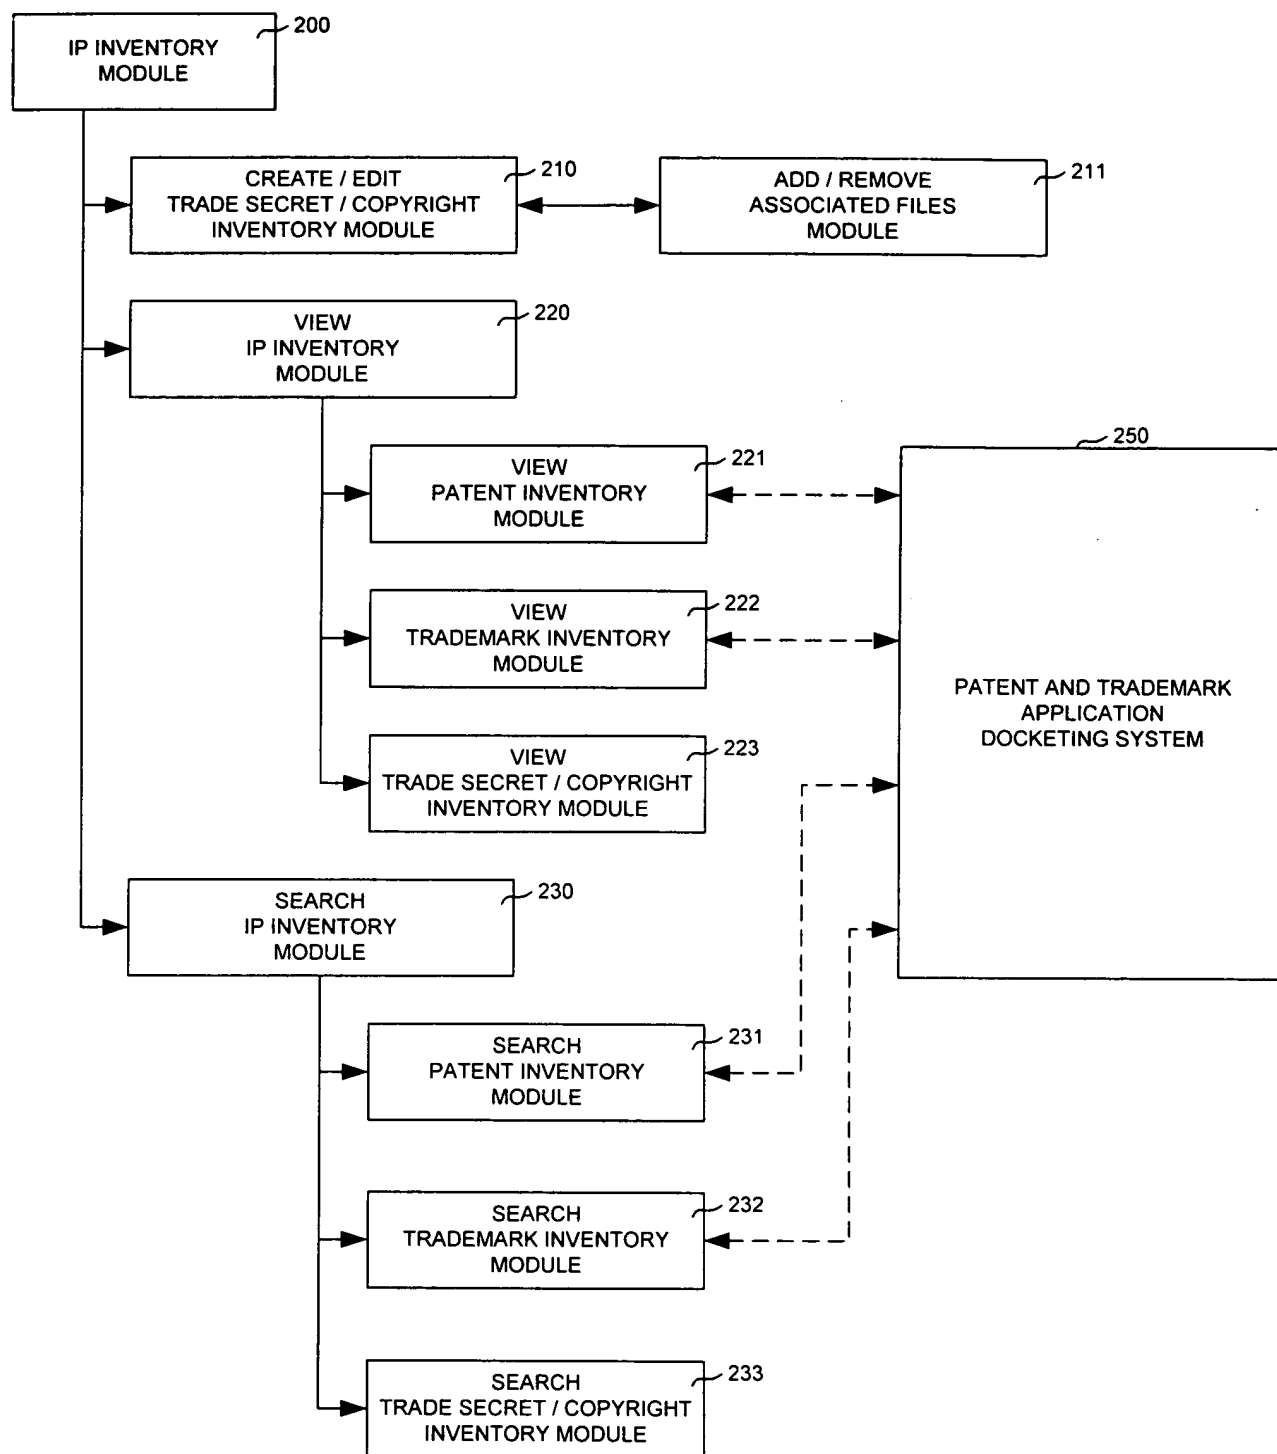 200
IP INVENTORY
MODULE
210
CREATE / EDIT
TRADE SECRET / COPYRIGHT
INVENTORY MODULE
211
ADD / REMOVE
ASSOCIATED FILES
MODULE
220
VIEW
IP INVENTORY
MODULE
250
PATENT AND TRADEMARK
APPLICATION
DOCKETING SYSTEM
221
VIEW
PATENT INVENTORY
MODULE
222
VIEW
TRADEMARK INVENTORY
MODULE
223
VIEW
TRADE SECRET / COPYRIGHT
INVENTORY MODULE
230
SEARCH
IP INVENTORY
MODULE
231
SEARCH
PATENT INVENTORY
MODULE
232
SEARCH
TRADEMARK INVENTORY
MODULE
233
SEARCH
TRADE SECRET / COPYRIGHT
INVENTORY MODULE